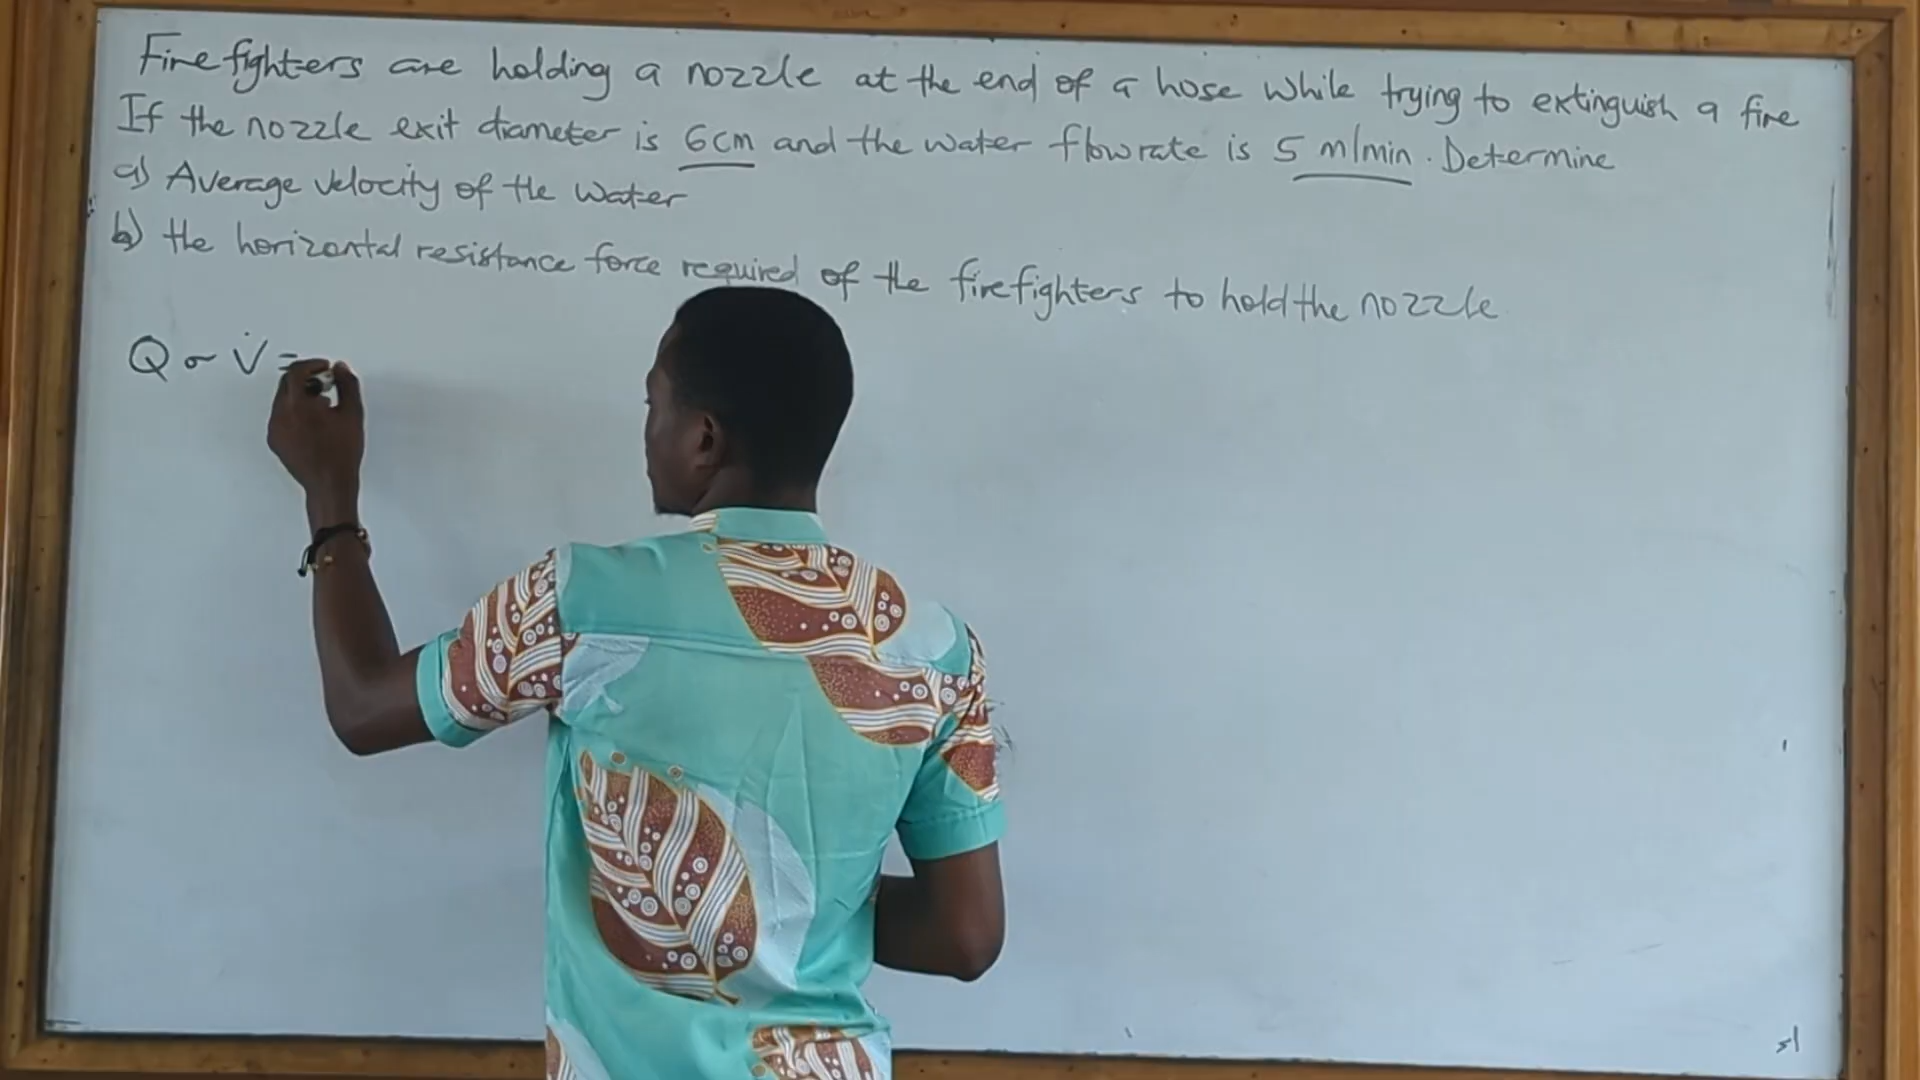 Firefighters are holding a nozzle at the end of a hose while trying to extinguish a fire
If the nozzle exit diameter is 6cm and the water flowrate is 5 m/min. Determine
a) Average velocity of the water
b) the horizontal resistance force required of the firefighters to hold the nozzle
Q or V̇ =